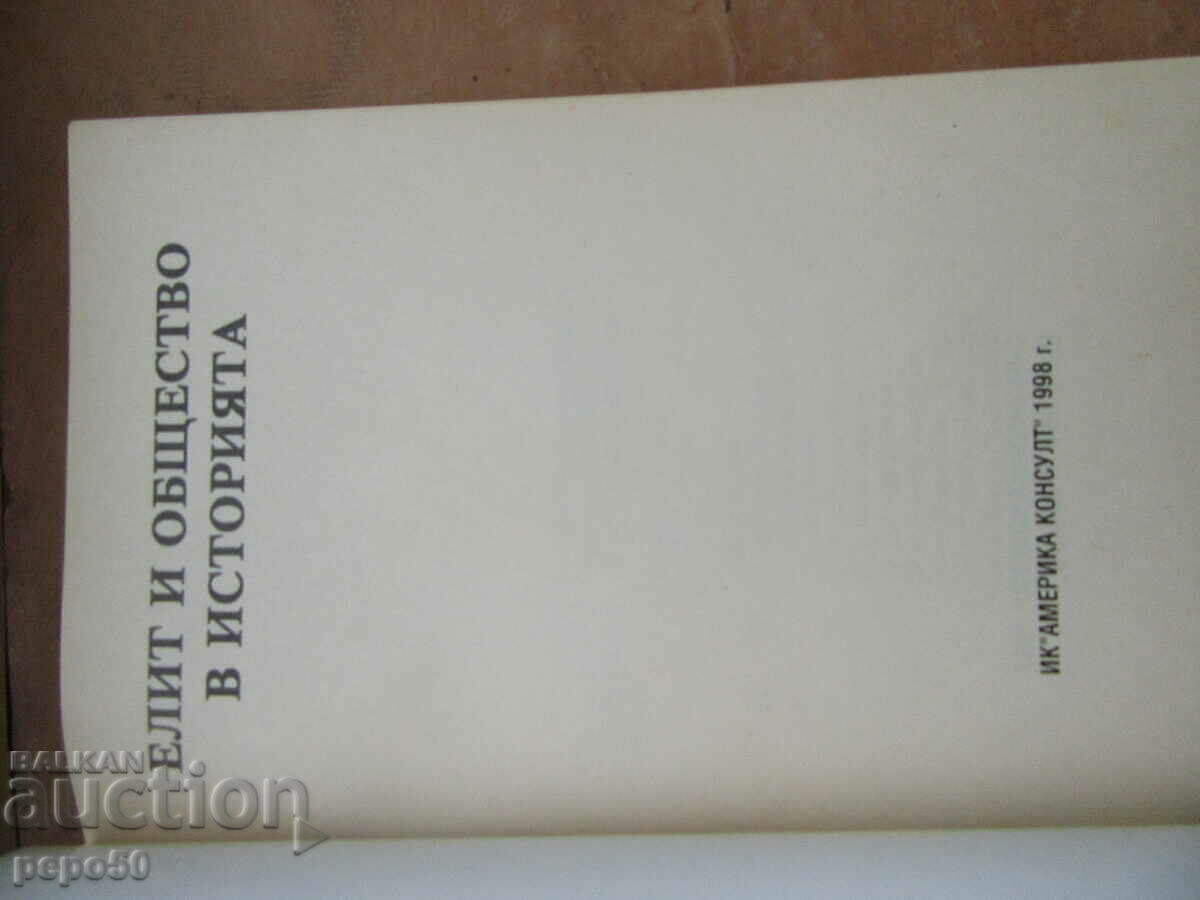 ЕЛИТ И ОБЩЕСТВО
В ИСТОРИЯТА
ИК"АМЕРИКА КОНСУЛТ" 1998 г.
BALKAN
auction
pepo50